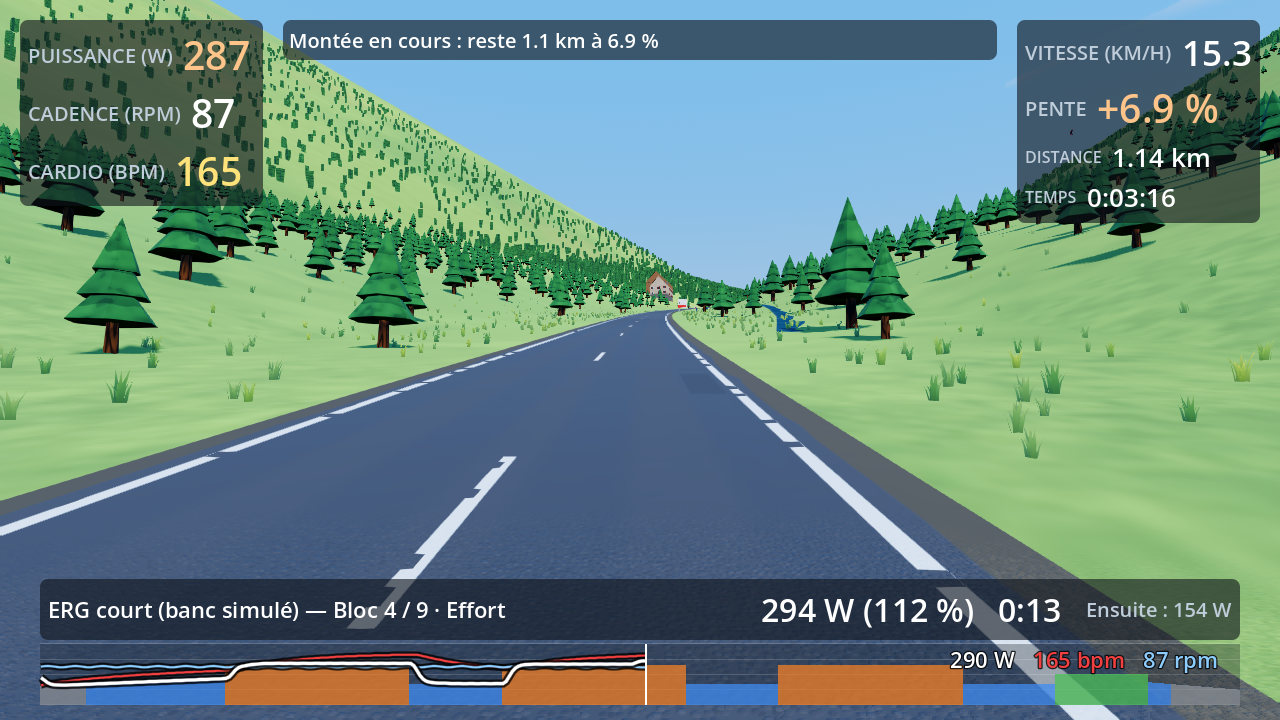 PUISSANCE (W) 287
CADENCE (RPM) 87
CARDIO (BPM) 165
Montée en cours : reste 1.1 km à 6.9 %
VITESSE (KM/H) 15.3
PENTE +6.9 %
DISTANCE 1.14 km
TEMPS 0:03:16
ERG court (banc simulé) — Bloc 4 / 9 · Effort 294 W (112 %) 0:13 Ensuite : 154 W
290 W 165 bpm 87 rpm